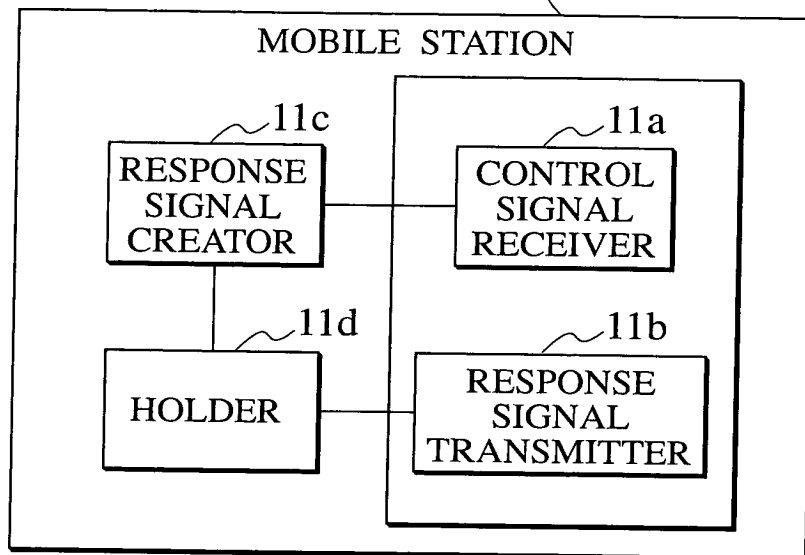 MOBILE STATION
11c
RESPONSE
SIGNAL
CREATOR
11a
CONTROL
SIGNAL
RECEIVER
11d
HOLDER
11b
RESPONSE
SIGNAL
TRANSMITTER